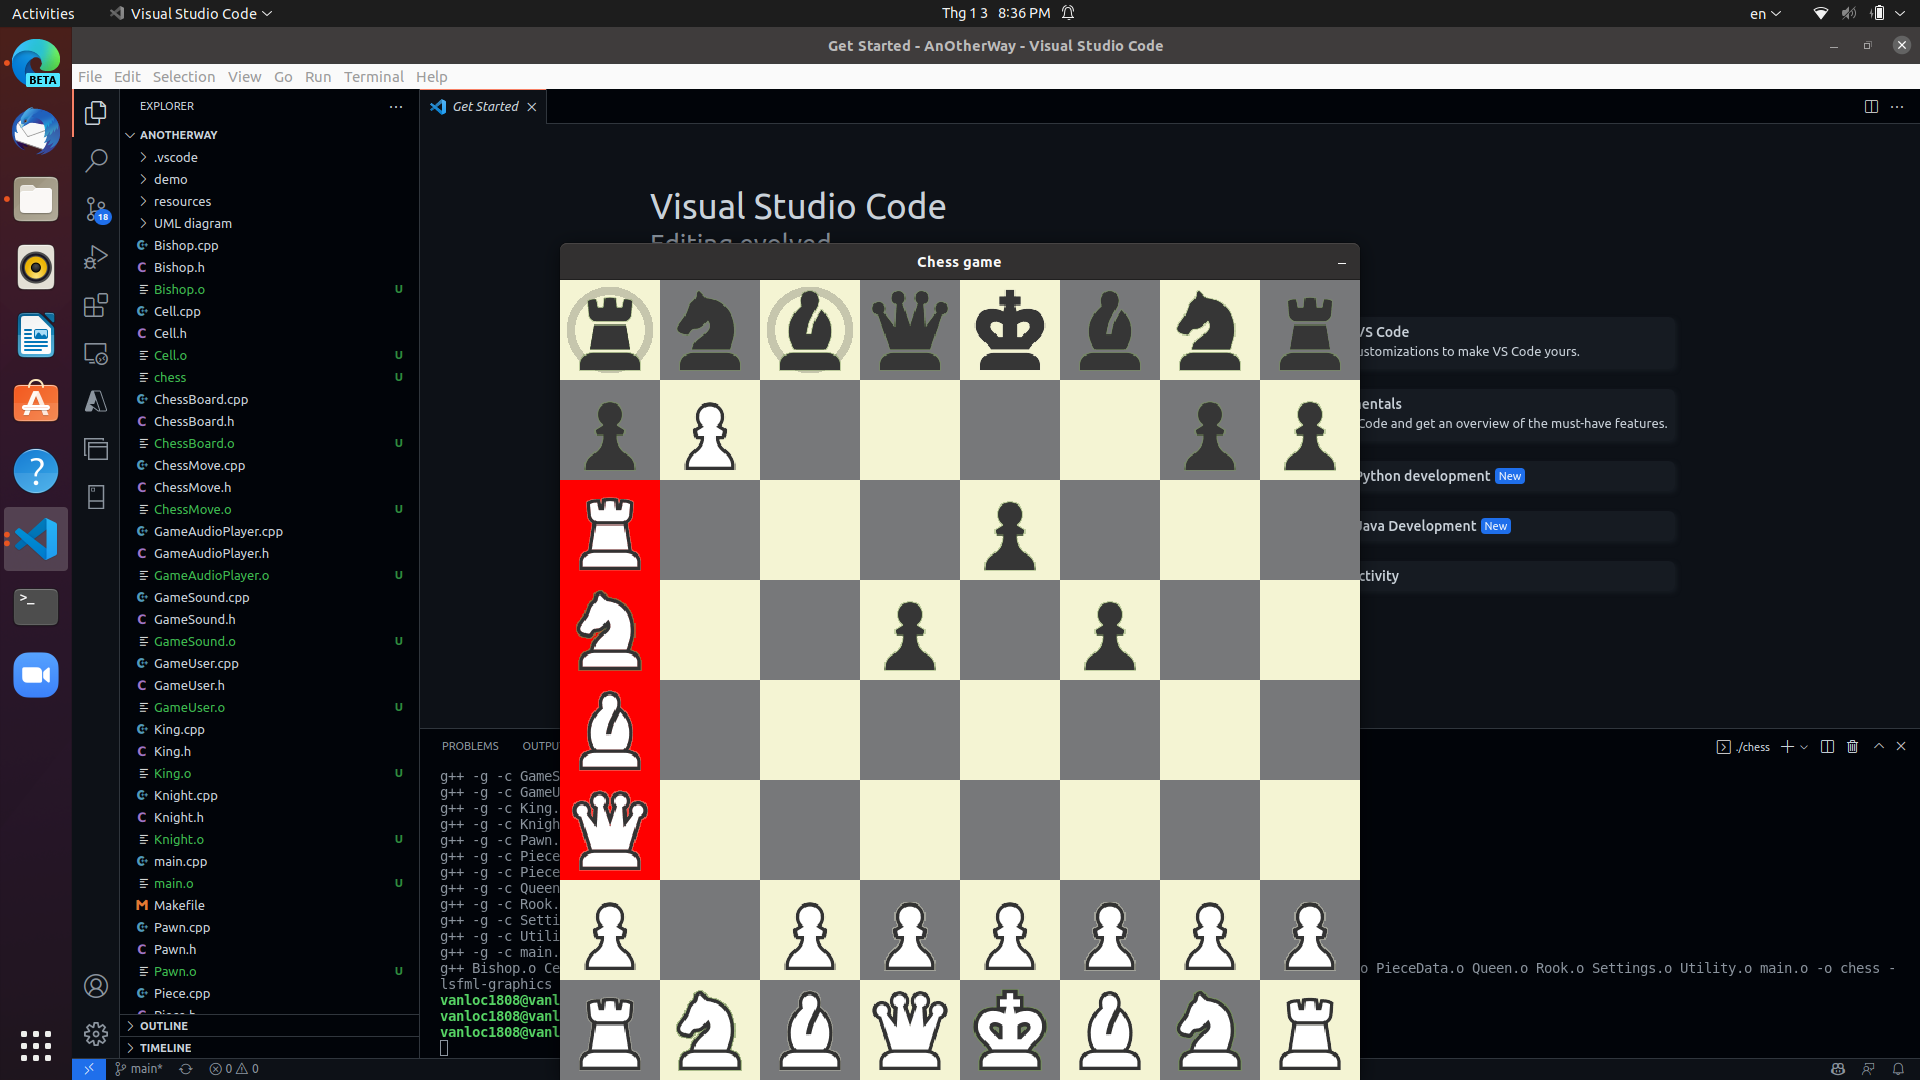 Activities
Visual Studio Code
Thg 1 3 8:36 PM
en
Get Started - AnOtherWay - Visual Studio Code
File Edit Selection View Go Run Terminal Help
BETA
EXPLORER
Get Started
ANOTHERWAY
.vscode
demo
resources
18
UML diagram
Bishop.cpp
Bishop.h
Bishop.o U
Cell.cpp
Cell.h
Cell.o U
chess U
ChessBoard.cpp
ChessBoard.h
ChessBoard.o U
ChessMove.cpp
ChessMove.h
ChessMove.o U
GameAudioPlayer.cpp
GameAudioPlayer.h
GameAudioPlayer.o U
GameSound.cpp
GameSound.h
GameSound.o U
GameUser.cpp
GameUser.h
GameUser.o U
King.cpp
King.h
King.o U
Knight.cpp
Knight.h
Knight.o U
main.cpp
main.o U
Makefile
Pawn.cpp
Pawn.h
Pawn.o U
Piece.cpp
OUTLINE
TIMELINE
Visual Studio Code
Editing evolved
Chess game
VS Code
ustomizations to make VS Code yours.
entals
Code and get an overview of the must-have features.
Python development New
Java Development New
ctivity
PROBLEMS OUTPU
./chess
g++ -g -c GameS
g++ -g -c GameU
g++ -g -c King.
g++ -g -c Knigh
g++ -g -c Pawn.
g++ -g -c Piece
g++ -g -c Piece
g++ -g -c Queen
g++ -g -c Rook.
g++ -g -c Setti
g++ -g -c Utili
g++ -g -c main.
g++ Bishop.o Ce
o PieceData.o Queen.o Rook.o Settings.o Utility.o main.o -o chess -
lsfml-graphics
vanloc1808@vanl
vanloc1808@vanl
vanloc1808@vanl
main* 0 0